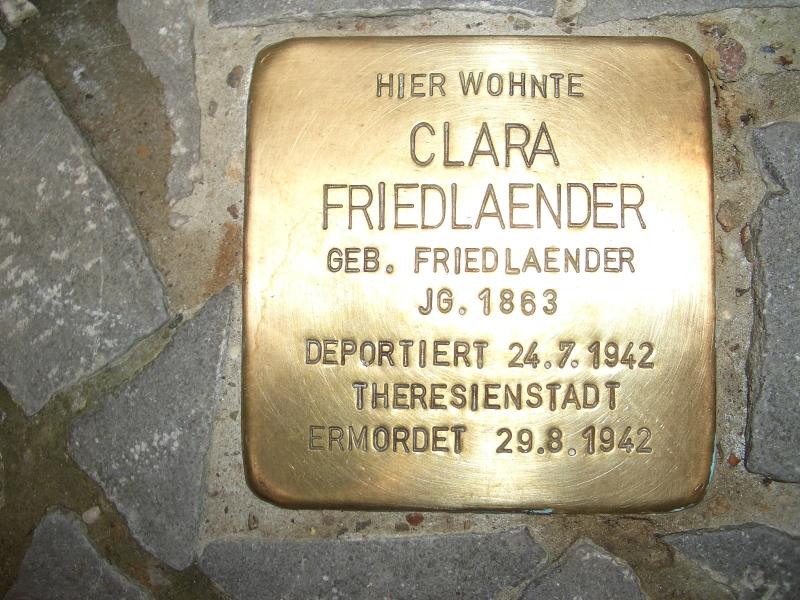 HIER WOHNTE
CLARA
FRIEDLAENDER
GEB. FRIEDLAENDER
JG. 1863
DEPORTIERT 24.7.1942
THERESIENSTADT
ERMORDET 29.8.1942